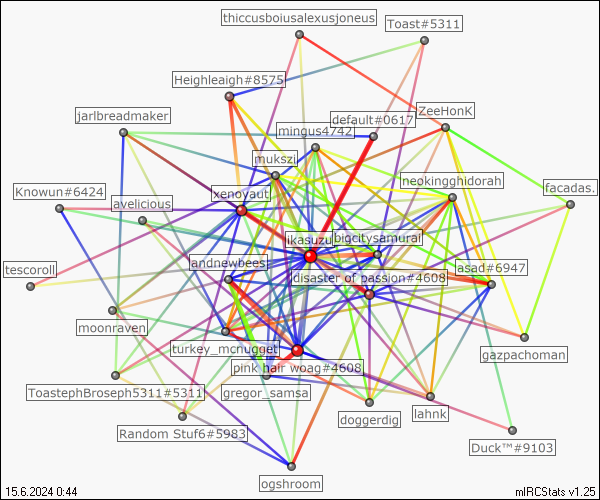 thiccusboiusalexusjoneus
Toast#5311
Heighleigh#8575
jarlbreadmaker
default#0617
ZeeHonK
mingus4742
mukszi
neokingghidorah
facadas.
Knowun#6424
xenoyaut
avelicious
ikasuzu
bigcitysamurai
tescoroll
andnewbees
asad#6947
disaster of passion#4608
moonraven
turkey_mcnugget
gazpachoman
pink hair woag#4608
ToastephBroseph5311#5311
gregor_samsa
lahnk
doggerdig
Random Stuf6#5983
Duck™#9103
ogshroom
15.6.2024 0:44
mIRCStats v1.25